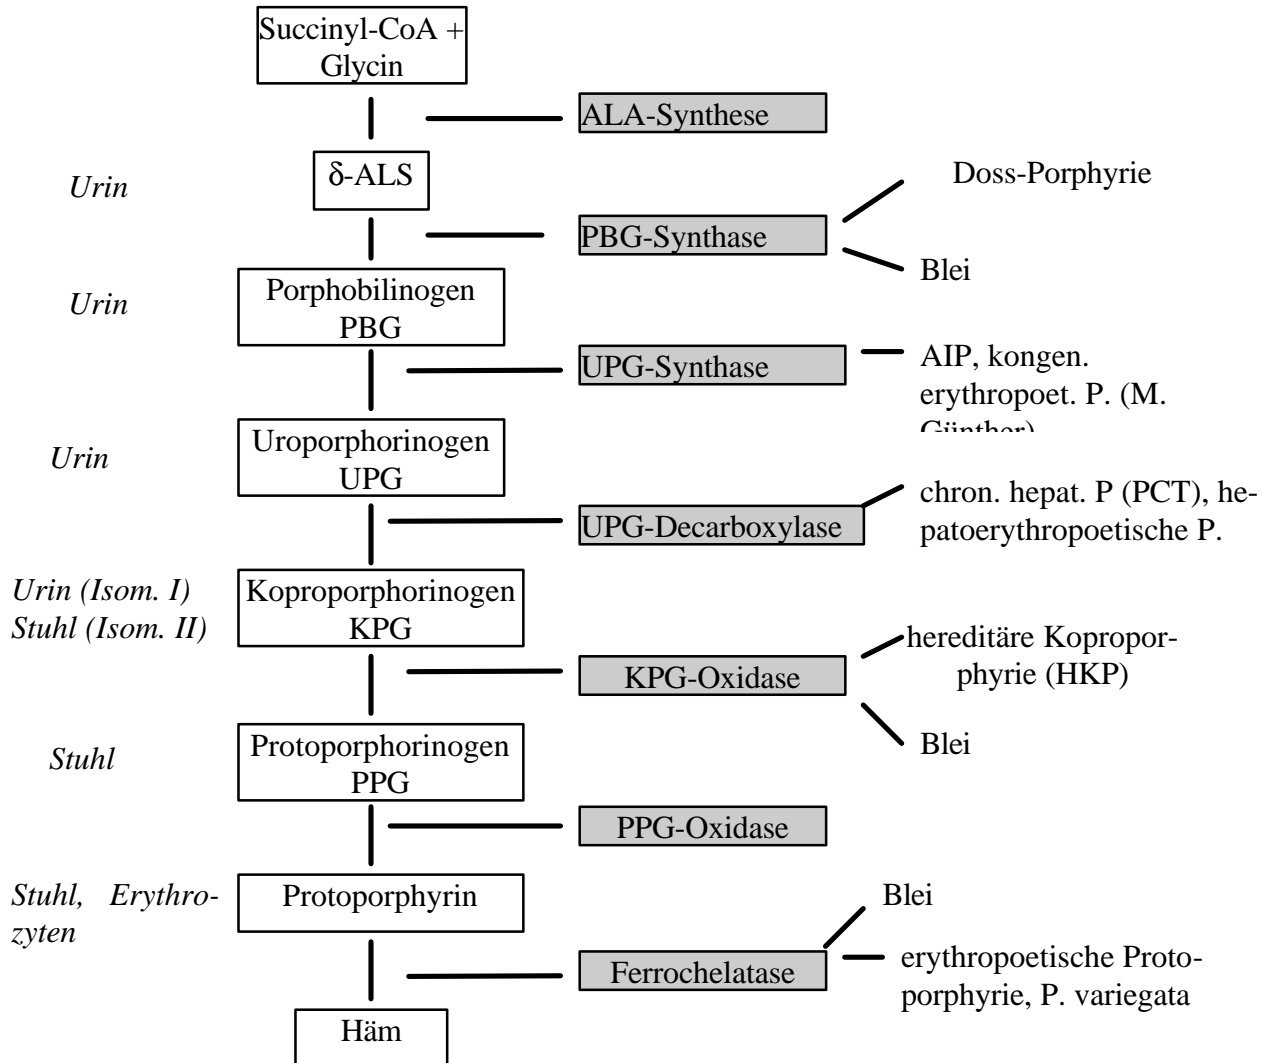 Succinyl-CoA +
Glycin
ALA-Synthese
δ-ALS
Urin
Doss-Porphyrie
PBG-Synthase
Blei
Urin
Porphobilinogen
PBG
UPG-Synthase
AIP, kongen.
erythropoet. P. (M.
Günther)
Urin
Uroporphorinogen
UPG
chron. hepat. P (PCT), he-
patoerythropoetische P.
UPG-Decarboxylase
Urin (Isom. I)
Stuhl (Isom. II)
Koproporphorinogen
KPG
hereditäre Kopropor-
phyrie (HKP)
KPG-Oxidase
Blei
Stuhl
Protoporphorinogen
PPG
PPG-Oxidase
Stuhl, Erythro-
zyten
Protoporphyrin
Blei
Ferrochelatase
erythropoetische Proto-
porphyrie, P. variegata
Häm